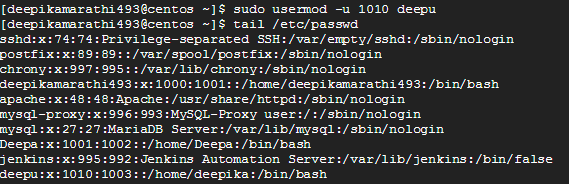 [deepikamarathi493@centos ~]$ sudo usermod -u 1010 deepu
[deepikamarathi493@centos ~]$ tail /etc/passwd
sshd:x:74:74:Privilege-separated SSH:/var/empty/sshd:/sbin/nologin
postfix:x:89:89::/var/spool/postfix:/sbin/nologin
chrony:x:997:995::/var/lib/chrony:/sbin/nologin
deepikamarathi493:x:1000:1001::/home/deepikamarathi493:/bin/bash
apache:x:48:48:Apache:/usr/share/httpd:/sbin/nologin
mysql-proxy:x:996:993:MySQL-Proxy user:/:/sbin/nologin
mysql:x:27:27:MariaDB Server:/var/lib/mysql:/sbin/nologin
Deepa:x:1001:1002::/home/Deepa:/bin/bash
jenkins:x:995:992:Jenkins Automation Server:/var/lib/jenkins:/bin/false
deepu:x:1010:1003::/home/deepika:/bin/bash